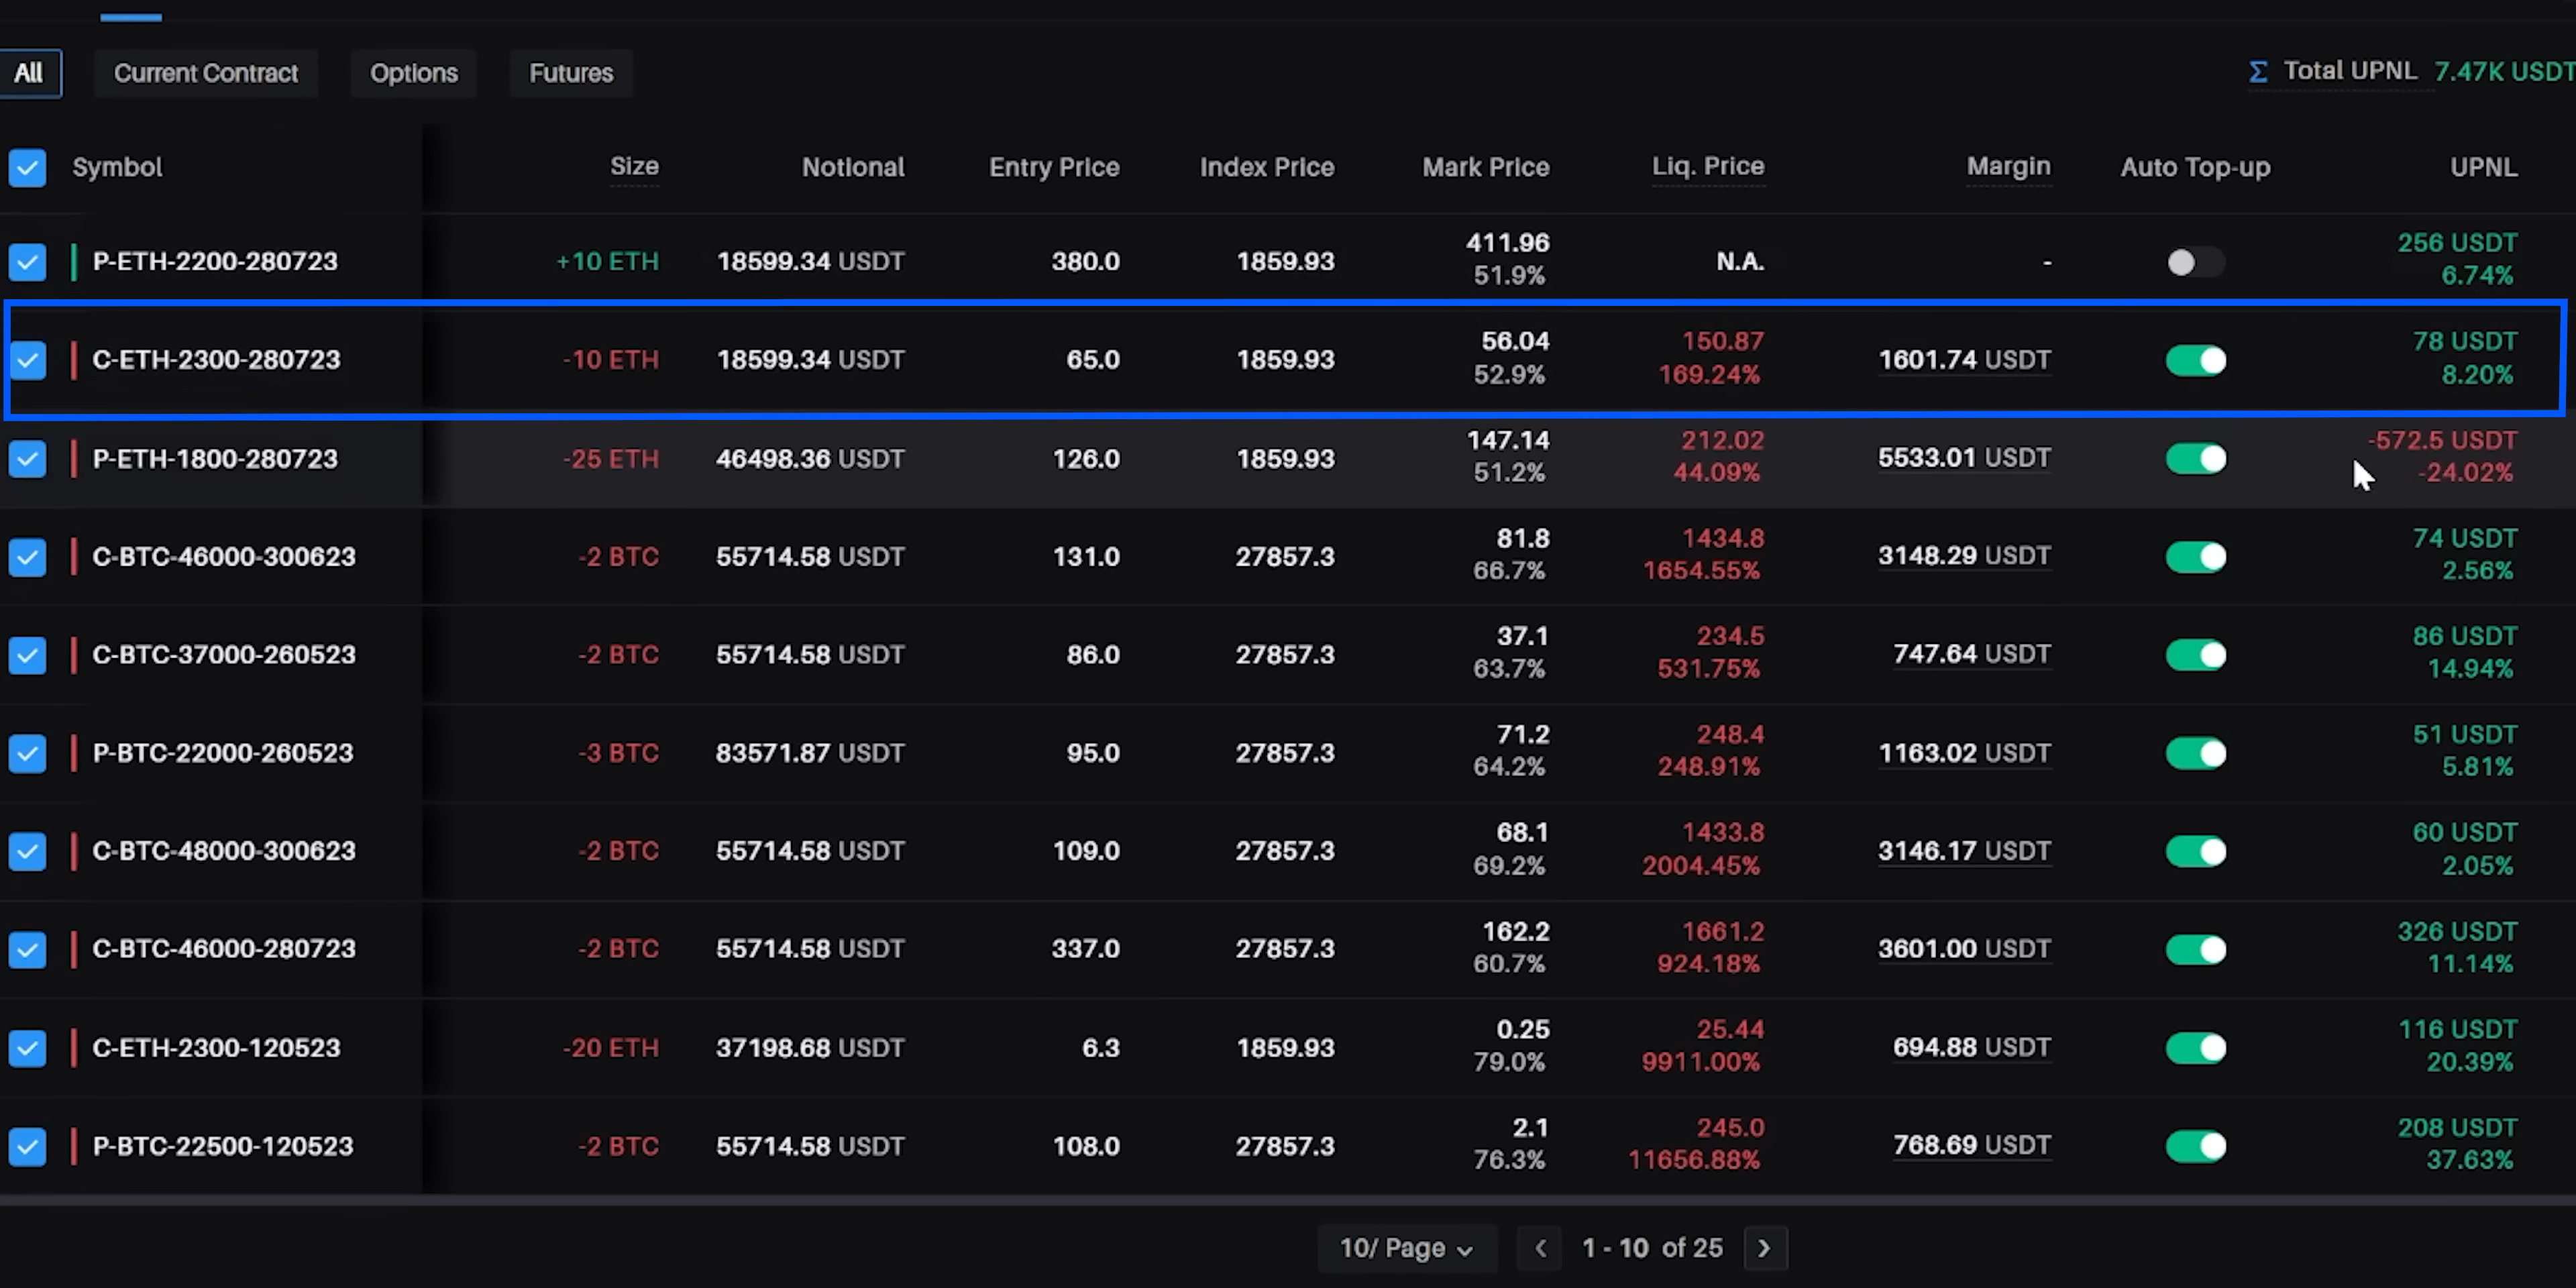 All Current Contract Options Futures Σ Total UPNL 7.47K USDT
Symbol Size Notional Entry Price Index Price Mark Price Liq. Price Margin Auto Top-up UPNL
P-ETH-2200-280723 +10 ETH 18599.34 USDT 380.0 1859.93 411.96 N.A. - 256 USDT
51.9% 6.74%
C-ETH-2300-280723 -10 ETH 18599.34 USDT 65.0 1859.93 56.04 150.87 1601.74 USDT 78 USDT
52.9% 169.24% 8.20%
P-ETH-1800-280723 -25 ETH 46498.36 USDT 126.0 1859.93 147.14 212.02 5533.01 USDT -572.5 USDT
51.2% 44.09% -24.02%
C-BTC-46000-300623 -2 BTC 55714.58 USDT 131.0 27857.3 81.8 1434.8 3148.29 USDT 74 USDT
66.7% 1654.55% 2.56%
C-BTC-37000-260523 -2 BTC 55714.58 USDT 86.0 27857.3 37.1 234.5 747.64 USDT 86 USDT
63.7% 531.75% 14.94%
P-BTC-22000-260523 -3 BTC 83571.87 USDT 95.0 27857.3 71.2 248.4 1163.02 USDT 51 USDT
64.2% 248.91% 5.81%
C-BTC-48000-300623 -2 BTC 55714.58 USDT 109.0 27857.3 68.1 1433.8 3146.17 USDT 60 USDT
69.2% 2004.45% 2.05%
C-BTC-46000-280723 -2 BTC 55714.58 USDT 337.0 27857.3 162.2 1661.2 3601.00 USDT 326 USDT
60.7% 924.18% 11.14%
C-ETH-2300-120523 -20 ETH 37198.68 USDT 6.3 1859.93 0.25 25.44 694.88 USDT 116 USDT
79.0% 9911.00% 20.39%
P-BTC-22500-120523 -2 BTC 55714.58 USDT 108.0 27857.3 2.1 245.0 768.69 USDT 208 USDT
76.3% 11656.88% 37.63%
10/ Page 1 - 10 of 25